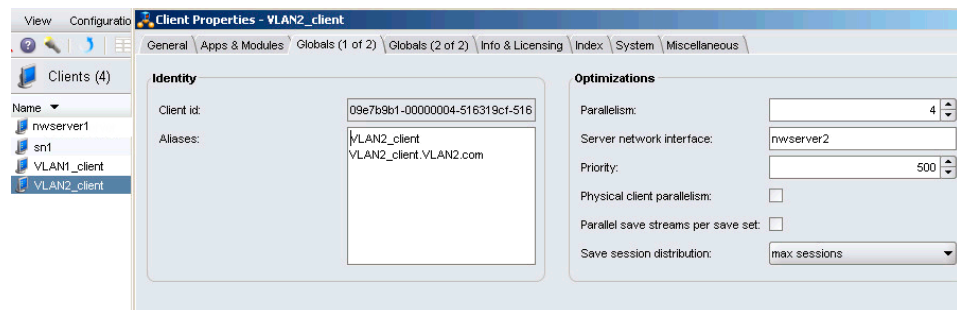 View Configuratio
Client Properties - VLAN2_client
General Apps & Modules Globals (1 of 2) Globals (2 of 2) Info & Licensing Index System Miscellaneous
Clients (4)
Name
nwserver1
sn1
VLAN1_client
VLAN2_client
Identity
Client id: 09e7b9b1-00000004-516319cf-516
Aliases: VLAN2_client
VLAN2_client.VLAN2.com
Optimizations
Parallelism: 4
Server network interface: nwserver2
Priority: 500
Physical client parallelism:
Parallel save streams per save set:
Save session distribution: max sessions